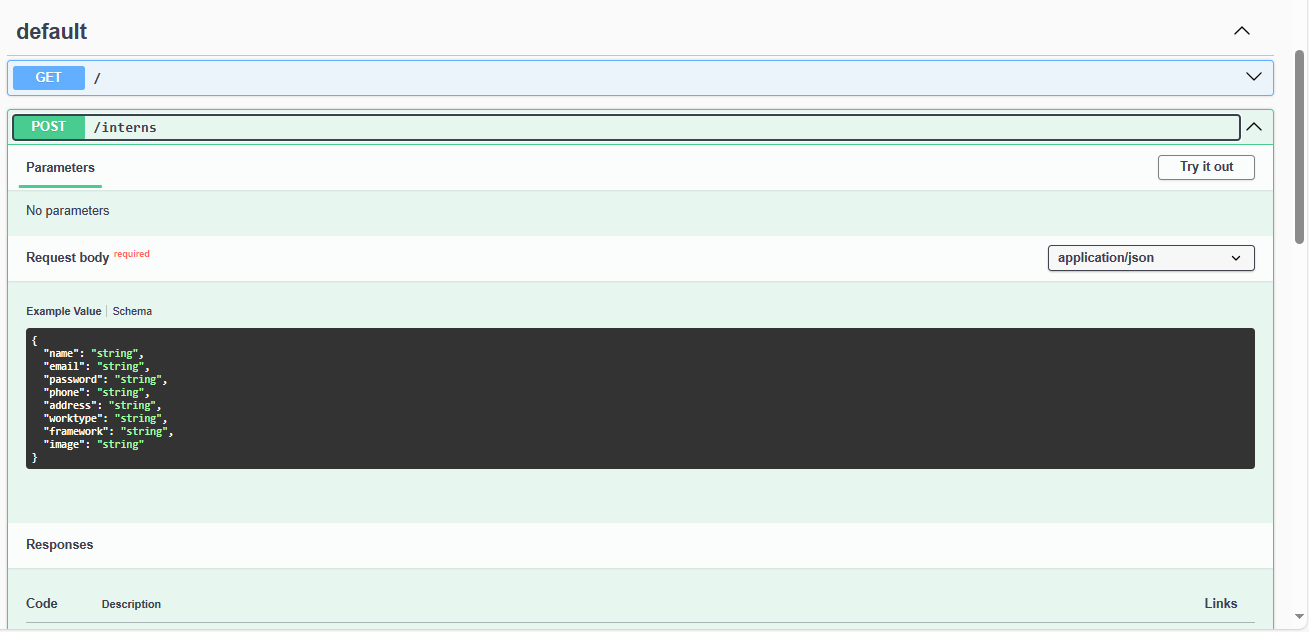 default
GET /
POST /interns
Parameters
Try it out
No parameters
Request body required
application/json
Example Value | Schema
{
  "name": "string",
  "email": "string",
  "password": "string",
  "phone": "string",
  "address": "string",
  "worktype": "string",
  "framework": "string",
  "image": "string"
}
Responses
Code Description Links